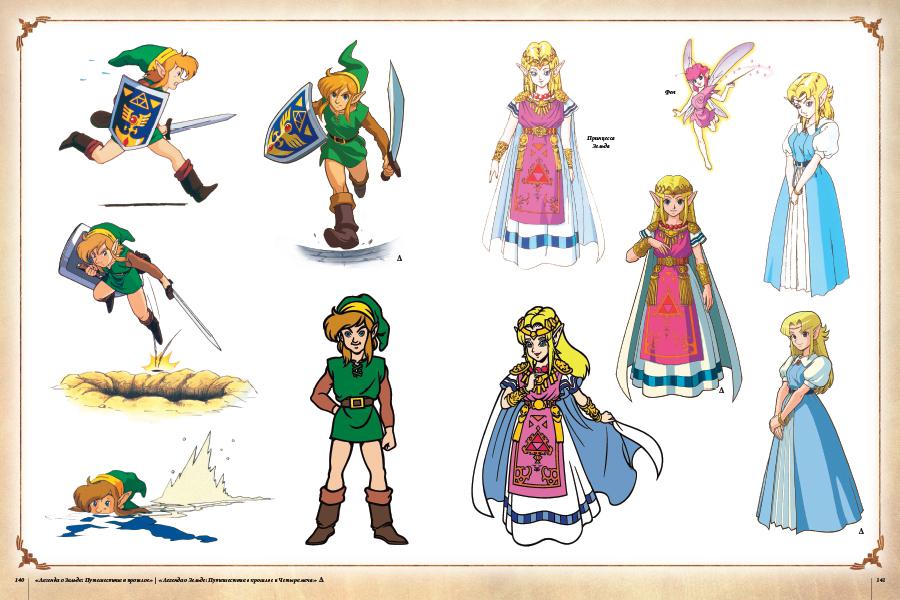 Фея
Принцесса
Зельда
Δ
Δ
Δ
140 «Легенда о Зельде: Путешествие в прошлое» | «Легенда о Зельде: Путешествие в прошлое и Четыре меча» Δ
141